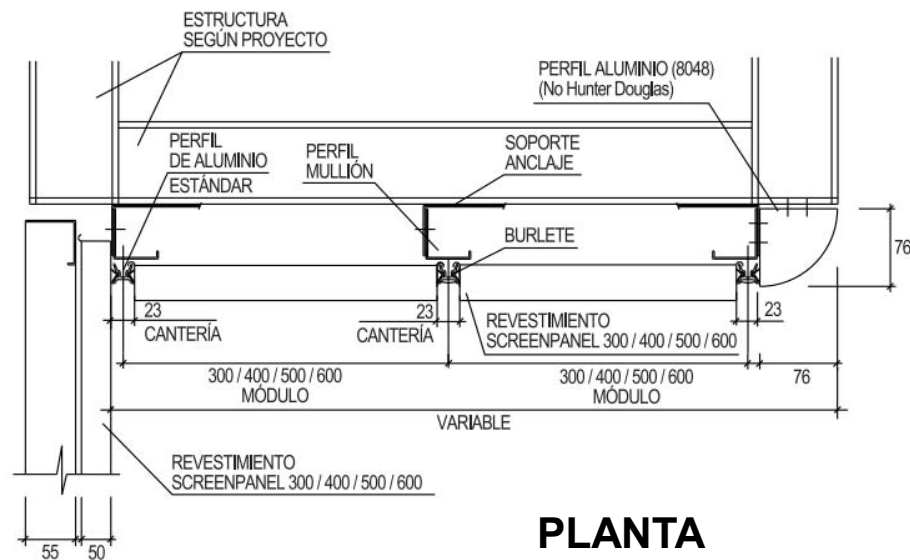 ESTRUCTURA
SEGÚN PROYECTO
PERFIL ALUMINIO (8048)
(No Hunter Douglas)
PERFIL
DE ALUMINIO
ESTÁNDAR
PERFIL
MULLIÓN
SOPORTE
ANCLAJE
BURLETE
76
23
CANTERÍA
23
CANTERÍA
REVESTIMIENTO
SCREENPANEL 300 / 400 / 500 / 600
23
300 / 400 / 500 / 600
MÓDULO
300 / 400 / 500 / 600
MÓDULO
76
VARIABLE
REVESTIMIENTO
SCREENPANEL 300 / 400 / 500 / 600
55
50
PLANTA